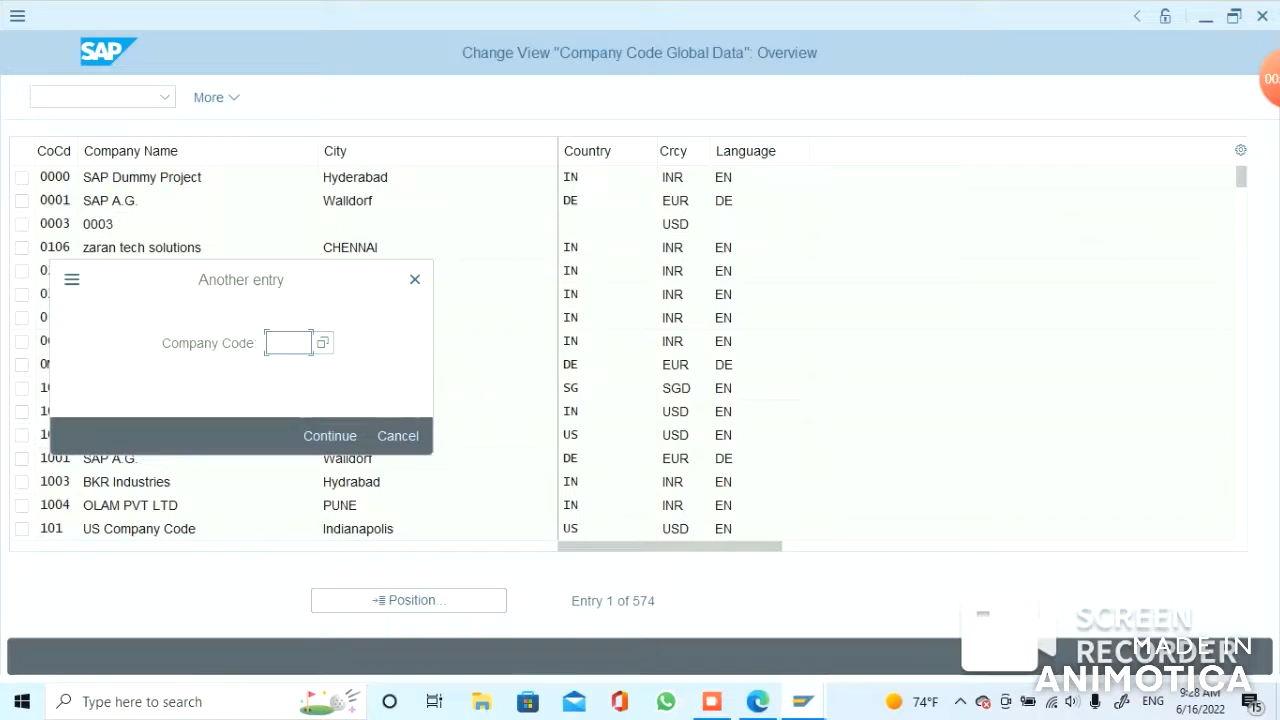 SAP
Change View "Company Code Global Data": Overview
00:
More
CoCd Company Name City Country Crcy Language
0000 SAP Dummy Project Hyderabad IN INR EN
0001 SAP A.G. Walldorf DE EUR DE
0003 0003 USD
0106 zaran tech solutions CHENNAI IN INR EN
IN INR EN
Another entry
IN INR EN
IN INR EN
Company Code:
IN INR EN
DE EUR DE
SG SGD EN
IN USD EN
US USD EN
Continue Cancel
1001 SAP A.G. Walldorf DE EUR DE
1003 BKR Industries Hydrabad IN INR EN
1004 OLAM PVT LTD PUNE IN INR EN
101 US Company Code Indianapolis US USD EN
Position...
Entry 1 of 574
SCREEN
RECORDER
MADE IN
ANIMOTICA
Type here to search
74°F
ENG
9:28 AM
6/16/2022
15